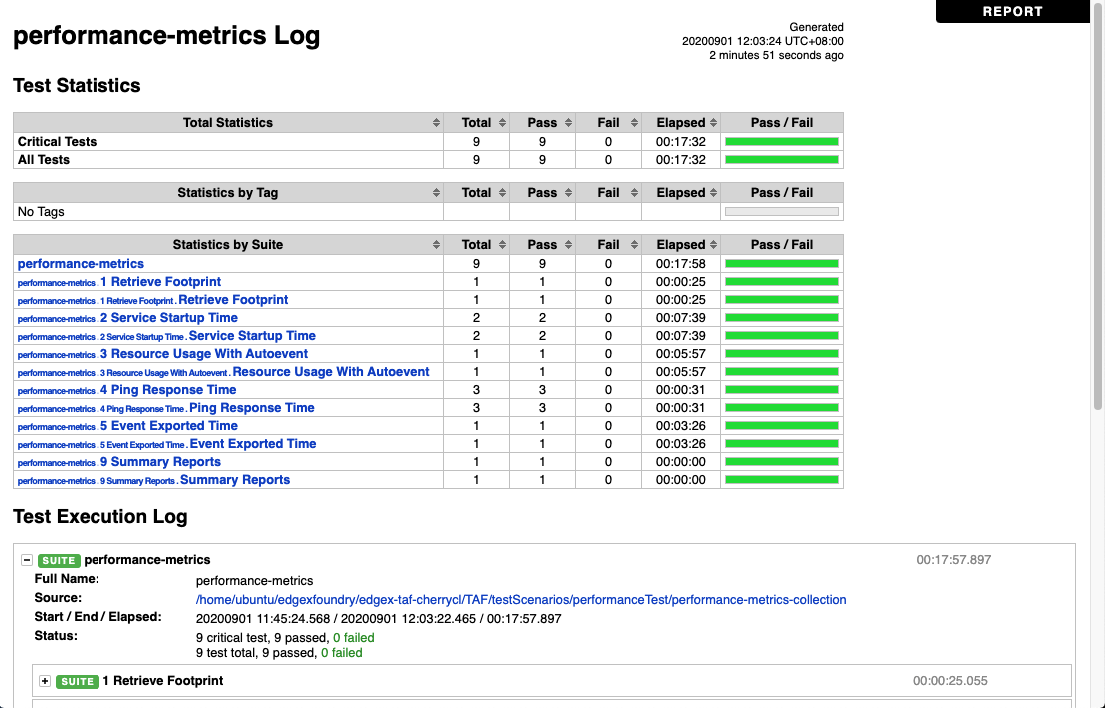 REPORT
performance-metrics Log
Generated
20200901 12:03:24 UTC+08:00
2 minutes 51 seconds ago
Test Statistics
Total Statistics Total Pass Fail Elapsed Pass / Fail
Critical Tests 9 9 0 00:17:32
All Tests 9 9 0 00:17:32
Statistics by Tag Total Pass Fail Elapsed Pass / Fail
No Tags
Statistics by Suite Total Pass Fail Elapsed Pass / Fail
performance-metrics 9 9 0 00:17:58
performance-metrics . 1 Retrieve Footprint 1 1 0 00:00:25
performance-metrics . 1 Retrieve Footprint . Retrieve Footprint 1 1 0 00:00:25
performance-metrics . 2 Service Startup Time 2 2 0 00:07:39
performance-metrics . 2 Service Startup Time . Service Startup Time 2 2 0 00:07:39
performance-metrics . 3 Resource Usage With Autoevent 1 1 0 00:05:57
performance-metrics . 3 Resource Usage With Autoevent . Resource Usage With Autoevent 1 1 0 00:05:57
performance-metrics . 4 Ping Response Time 3 3 0 00:00:31
performance-metrics . 4 Ping Response Time . Ping Response Time 3 3 0 00:00:31
performance-metrics . 5 Event Exported Time 1 1 0 00:03:26
performance-metrics . 5 Event Exported Time . Event Exported Time 1 1 0 00:03:26
performance-metrics . 9 Summary Reports 1 1 0 00:00:00
performance-metrics . 9 Summary Reports . Summary Reports 1 1 0 00:00:00
Test Execution Log
SUITE performance-metrics 00:17:57.897
Full Name: performance-metrics
Source: /home/ubuntu/edgexfoundry/edgex-taf-cherrycl/TAF/testScenarios/performanceTest/performance-metrics-collection
Start / End / Elapsed: 20200901 11:45:24.568 / 20200901 12:03:22.465 / 00:17:57.897
Status: 9 critical test, 9 passed, 0 failed
9 test total, 9 passed, 0 failed
SUITE 1 Retrieve Footprint 00:00:25.055